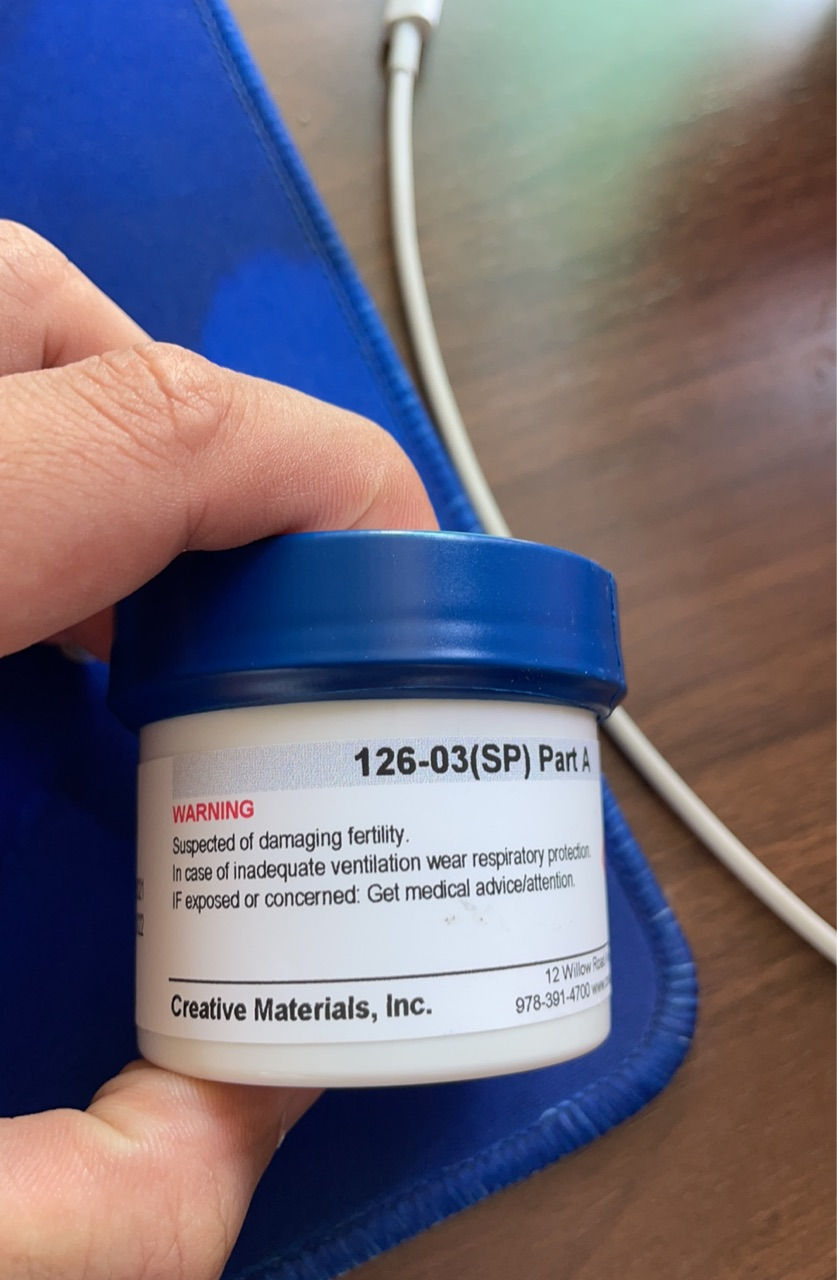 126-03(SP) Part A
WARNING
Suspected of damaging fertility.
In case of inadequate ventilation wear respiratory protection.
IF exposed or concerned: Get medical advice/attention.
12 Willow Road
Creative Materials, Inc.
978-391-4700 www.